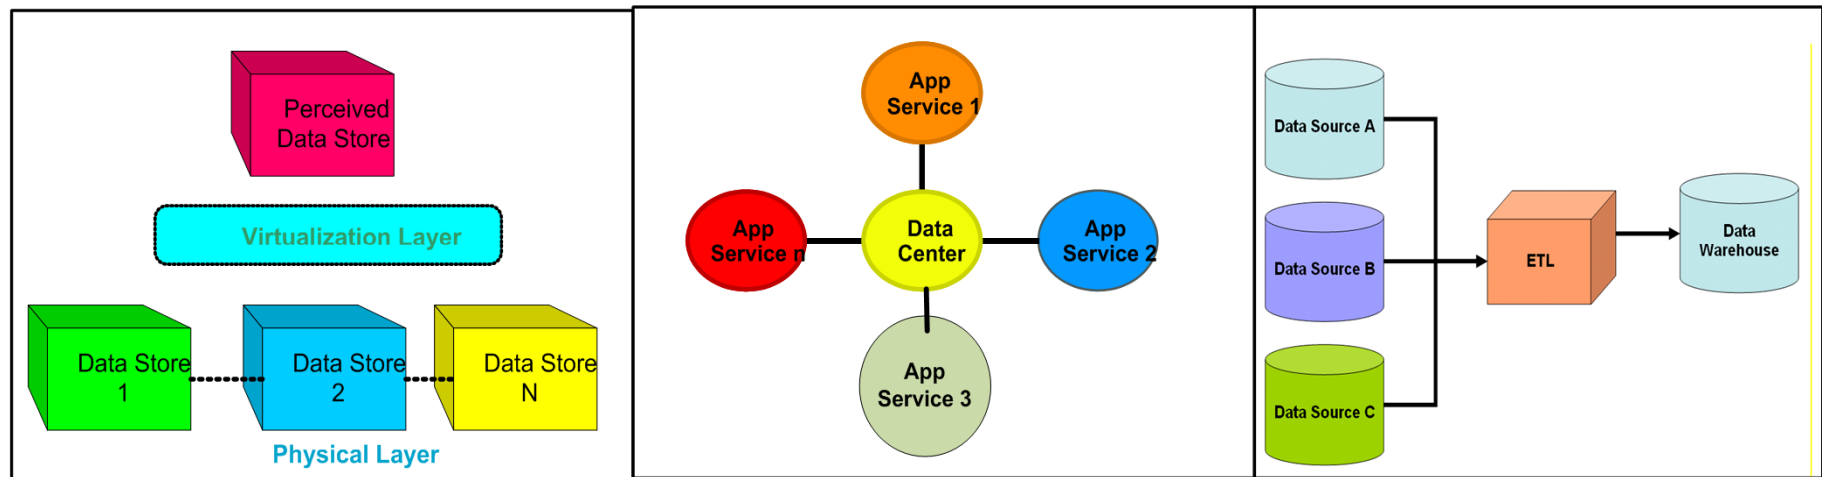 Perceived
Data Store
Virtualization Layer
Data Store
1
Data Store
2
Data Store
N
Physical Layer
App
Service 1
App
Service n
Data
Center
App
Service 2
App
Service 3
Data Source A
Data Source B
Data Source C
ETL
Data
Warehouse